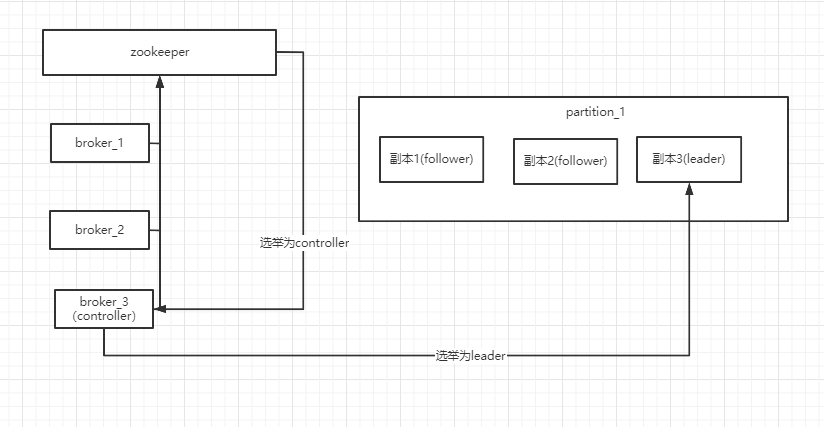 zookeeper
partition_1
broker_1
副本1(follower)
副本2(follower)
副本3(leader)
broker_2
选举为controller
broker_3
(controller)
选举为leader